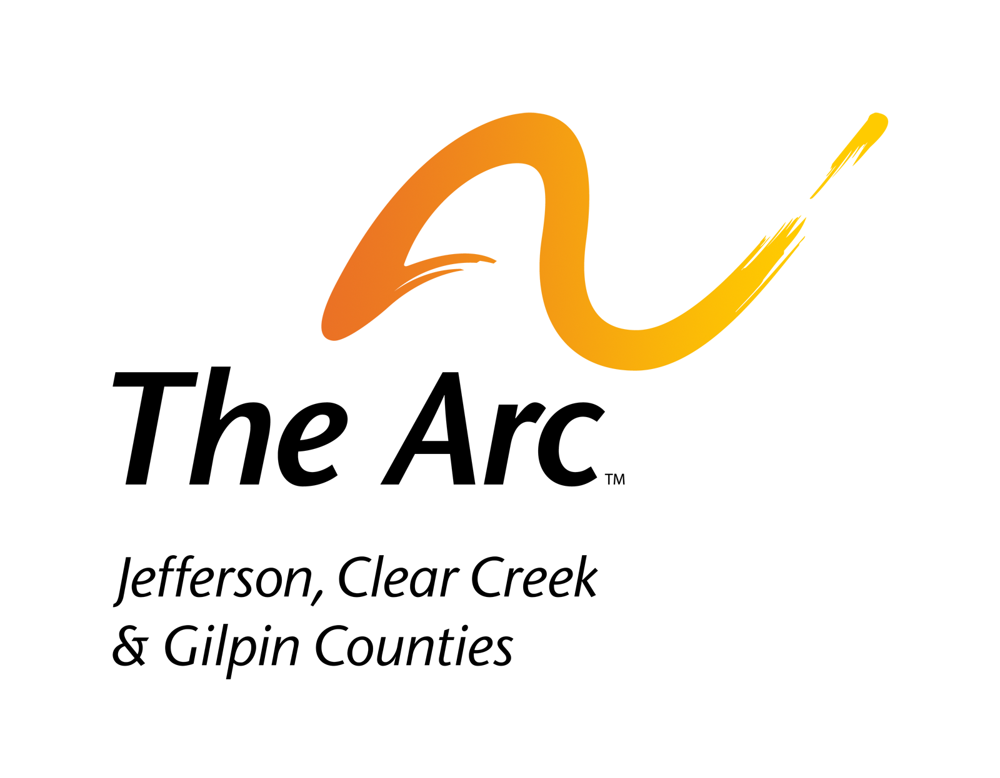 The Arc™
Jefferson, Clear Creek
& Gilpin Counties